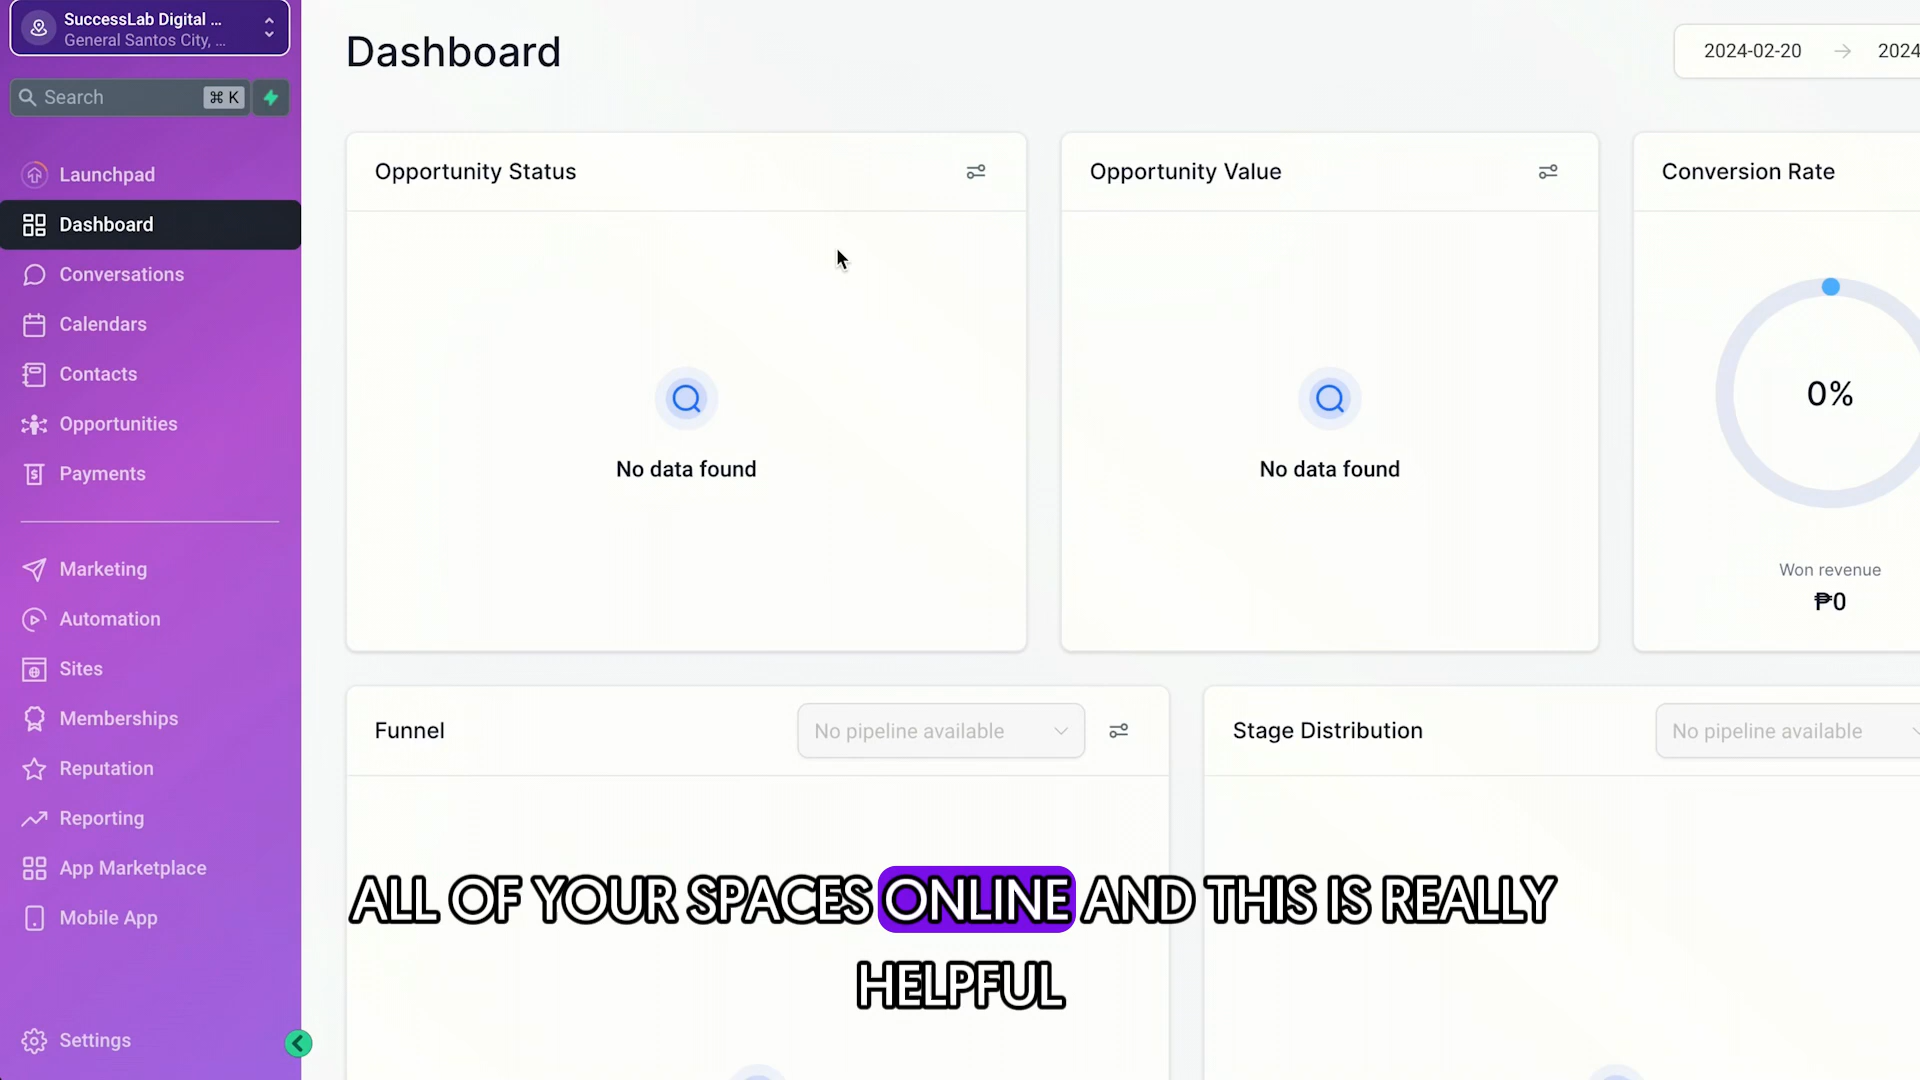 SuccessLab Digital ...
General Santos City, ...
Search
⌘ K
Launchpad
Dashboard
Conversations
Calendars
Contacts
Opportunities
Payments
Marketing
Automation
Sites
Memberships
Reputation
Reporting
App Marketplace
Mobile App
Settings
Dashboard
2024-02-20 → 2024
Opportunity Status
No data found
Opportunity Value
No data found
Conversion Rate
0%
Won revenue
₱0
Funnel
No pipeline available
Stage Distribution
No pipeline available
ALL OF YOUR SPACES ONLINE AND THIS IS REALLY
HELPFUL